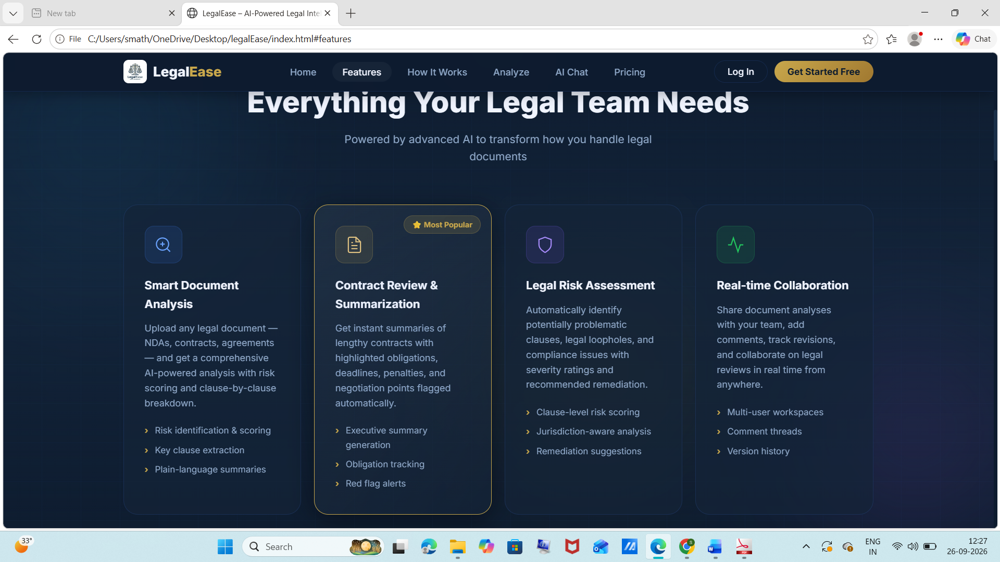 New tab
LegalEase – AI-Powered Legal Inte
File C:/Users/smath/OneDrive/Desktop/legalEase/index.html#features
Chat
LegalEase
LegalEase
Home
Features
How It Works
Analyze
AI Chat
Pricing
Log In
Get Started Free
Everything Your Legal Team Needs
Powered by advanced AI to transform how you handle legal
documents
Smart Document
Analysis
Upload any legal document —
NDAs, contracts, agreements
— and get a comprehensive
AI-powered analysis with risk
scoring and clause-by-clause
breakdown.
› Risk identification & scoring
› Key clause extraction
› Plain-language summaries
⭐ Most Popular
Contract Review &
Summarization
Get instant summaries of
lengthy contracts with
highlighted obligations,
deadlines, penalties, and
negotiation points flagged
automatically.
› Executive summary
generation
› Obligation tracking
› Red flag alerts
Legal Risk Assessment
Automatically identify
potentially problematic
clauses, legal loopholes, and
compliance issues with
severity ratings and
recommended remediation.
› Clause-level risk scoring
› Jurisdiction-aware analysis
› Remediation suggestions
Real-time Collaboration
Share document analyses
with your team, add
comments, track revisions,
and collaborate on legal
reviews in real time from
anywhere.
› Multi-user workspaces
› Comment threads
› Version history
33°
Search
S
W
PDF
ENG
IN
12:27
26-09-2026